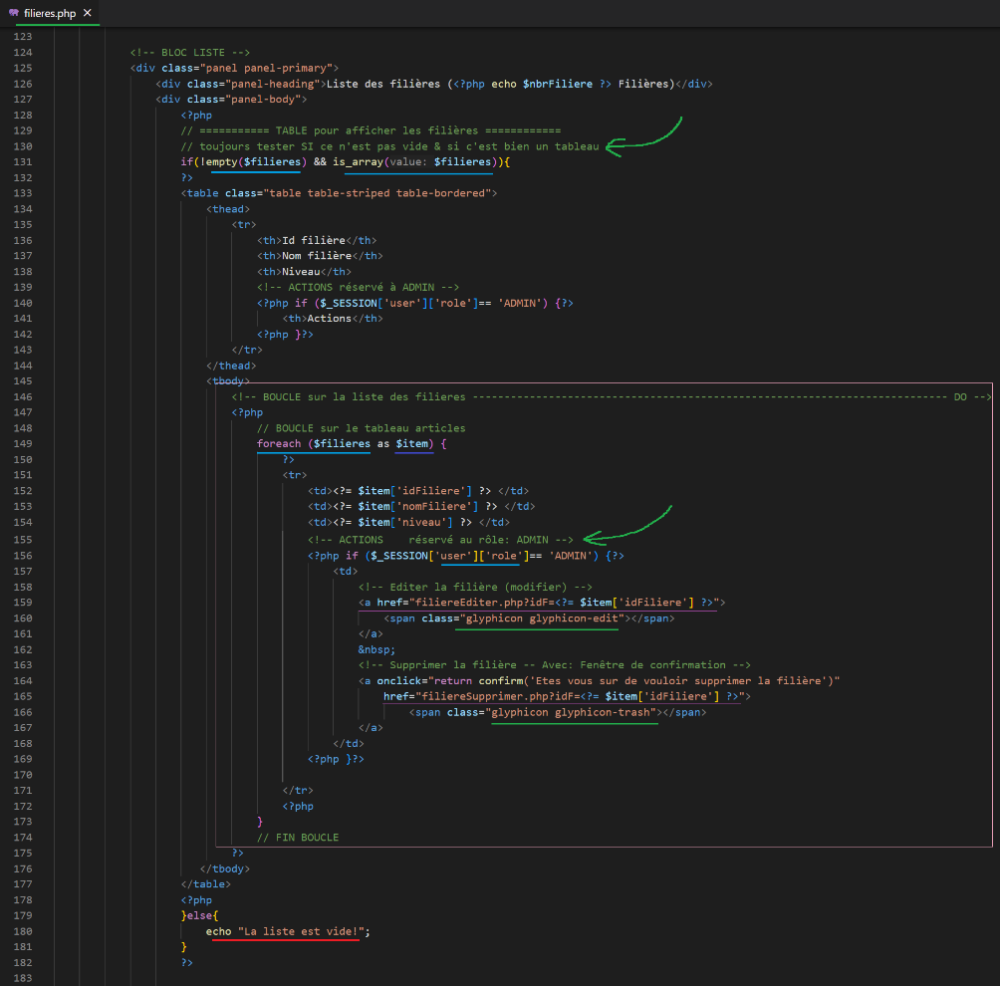 filieres.php
123
124 <!-- BLOC LISTE -->
125 <div class="panel panel-primary">
126 <div class="panel-heading">Liste des filières (<?php echo $nbrFiliere ?> Filières)</div>
127 <div class="panel-body">
128 <?php
129 // =========== TABLE pour afficher les filières ============
130 // toujours tester SI ce n'est pas vide & si c'est bien un tableau
131 if(!empty($filieres) && is_array(value: $filieres)){
132 ?>
133 <table class="table table-striped table-bordered">
134 <thead>
135 <tr>
136 <th>Id filière</th>
137 <th>Nom filière</th>
138 <th>Niveau</th>
139 <!-- ACTIONS réservé à ADMIN -->
140 <?php if ($_SESSION['user']['role']== 'ADMIN') {?>
141 <th>Actions</th>
142 <?php }?>
143 </tr>
144 </thead>
145 <tbody>
146 <!-- BOUCLE sur la liste des filieres --------------------------------------------------------------------------- DO -->
147 <?php
148 // BOUCLE sur le tableau articles
149 foreach ($filieres as $item) {
150 ?>
151 <tr>
152 <td><?= $item['idFiliere'] ?> </td>
153 <td><?= $item['nomFiliere'] ?> </td>
154 <td><?= $item['niveau'] ?> </td>
155 <!-- ACTIONS    réservé au rôle: ADMIN -->
156 <?php if ($_SESSION['user']['role']== 'ADMIN') {?>
157 <td>
158 <!-- Editer la filière (modifier) -->
159 <a href="filiereEditer.php?idF=<?= $item['idFiliere'] ?>">
160 <span class="glyphicon glyphicon-edit"></span>
161 </a>
162 &nbsp;
163 <!-- Supprimer la filière -- Avec: Fenêtre de confirmation -->
164 <a onclick="return confirm('Etes vous sur de vouloir supprimer la filière')"
165 href="filiereSupprimer.php?idF=<?= $item['idFiliere'] ?>">
166 <span class="glyphicon glyphicon-trash"></span>
167 </a>
168 </td>
169 <?php }?>
170
171 </tr>
172 <?php
173 }
174 // FIN BOUCLE
175 ?>
176 </tbody>
177 </table>
178 <?php
179 }else{
180 echo "La liste est vide!";
181 }
182 ?>
183